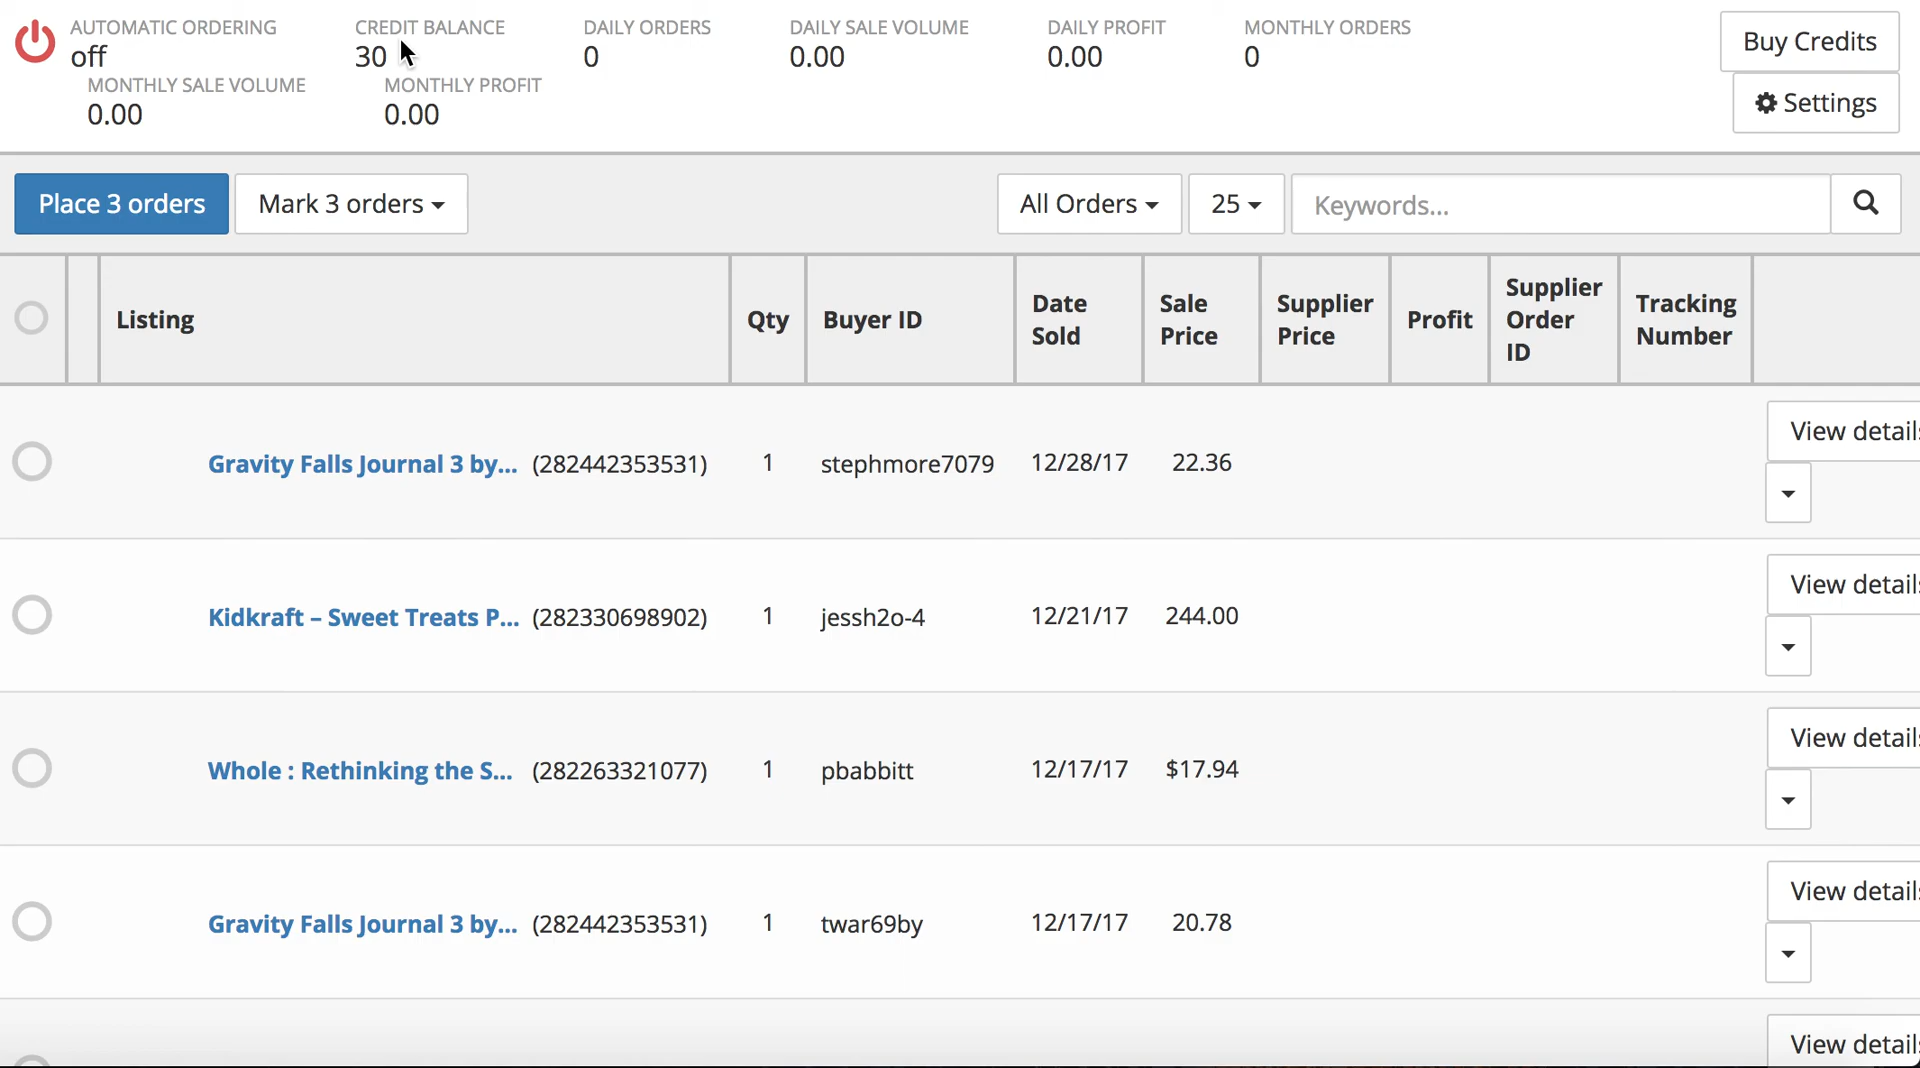 AUTOMATIC ORDERING CREDIT BALANCE DAILY ORDERS DAILY SALE VOLUME DAILY PROFIT MONTHLY ORDERS Buy Credits
off 30 0 0.00 0.00 0
MONTHLY SALE VOLUME MONTHLY PROFIT Settings
0.00 0.00
Place 3 orders Mark 3 orders All Orders 25 Keywords...
Listing Qty Buyer ID Date Sold Sale Price Supplier Price Profit Supplier Order ID Tracking Number
Gravity Falls Journal 3 by... (282442353531) 1 stephmore7079 12/28/17 22.36 View details
Kidkraft – Sweet Treats P... (282330698902) 1 jessh2o-4 12/21/17 244.00 View details
Whole : Rethinking the S... (282263321077) 1 pbabbitt 12/17/17 $17.94 View details
Gravity Falls Journal 3 by... (282442353531) 1 twar69by 12/17/17 20.78 View details
View details